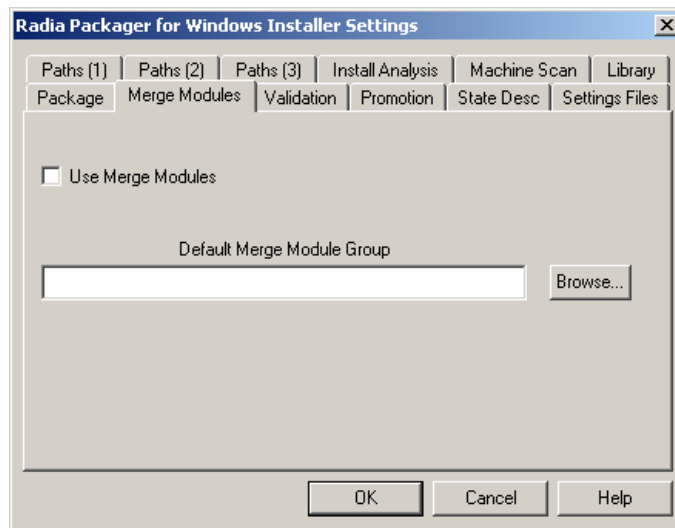 Radia Packager for Windows Installer Settings
Paths (1) Paths (2) Paths (3) Install Analysis Machine Scan Library
Package Merge Modules Validation Promotion State Desc Settings Files
Use Merge Modules
Default Merge Module Group
Browse...
OK Cancel Help